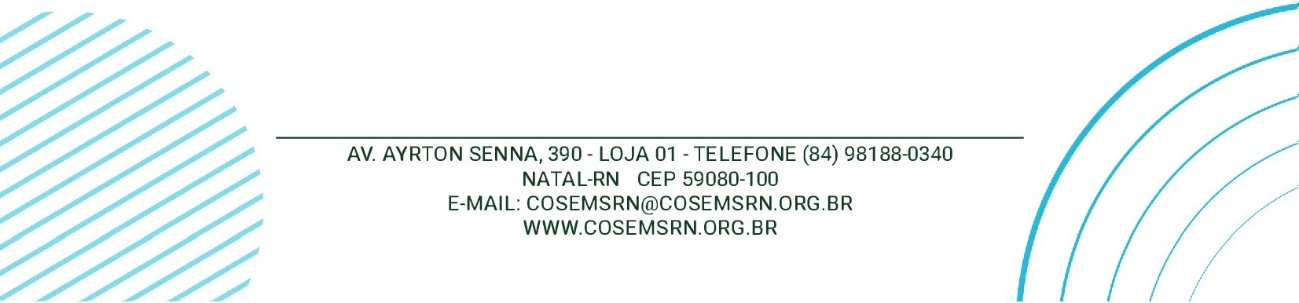 AV. AYRTON SENNA, 390 - LOJA 01 - TELEFONE (84) 98188-0340
NATAL-RN CEP 59080-100
E-MAIL: COSEMSRN@COSEMSRN.ORG.BR
WWW.COSEMSRN.ORG.BR